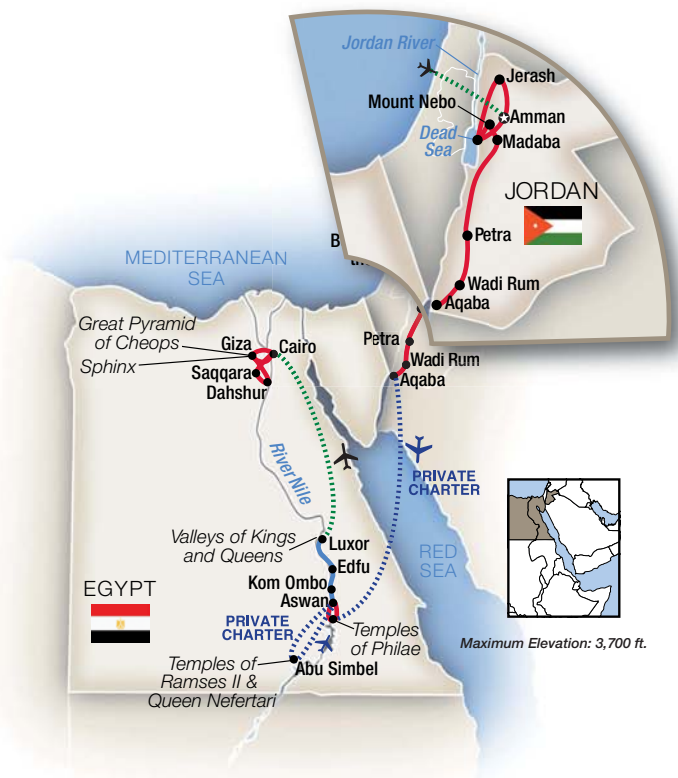 Jordan River
Jerash
Mount Nebo
Amman
Dead
Sea
Madaba
JORDAN
Petra
Wadi Rum
Aqaba
MEDITERRANEAN
SEA
B
Great Pyramid
of Cheops
Giza
Cairo
Sphinx
Saqqara
Dahshur
Petra
Wadi Rum
Aqaba
River Nile
PRIVATE
CHARTER
Valleys of Kings
and Queens
Luxor
RED
SEA
Edfu
EGYPT
Kom Ombo
Aswan
PRIVATE
CHARTER
Temples
of Philae
Maximum Elevation: 3,700 ft.
Temples of
Ramses II &
Queen Nefertari
Abu Simbel